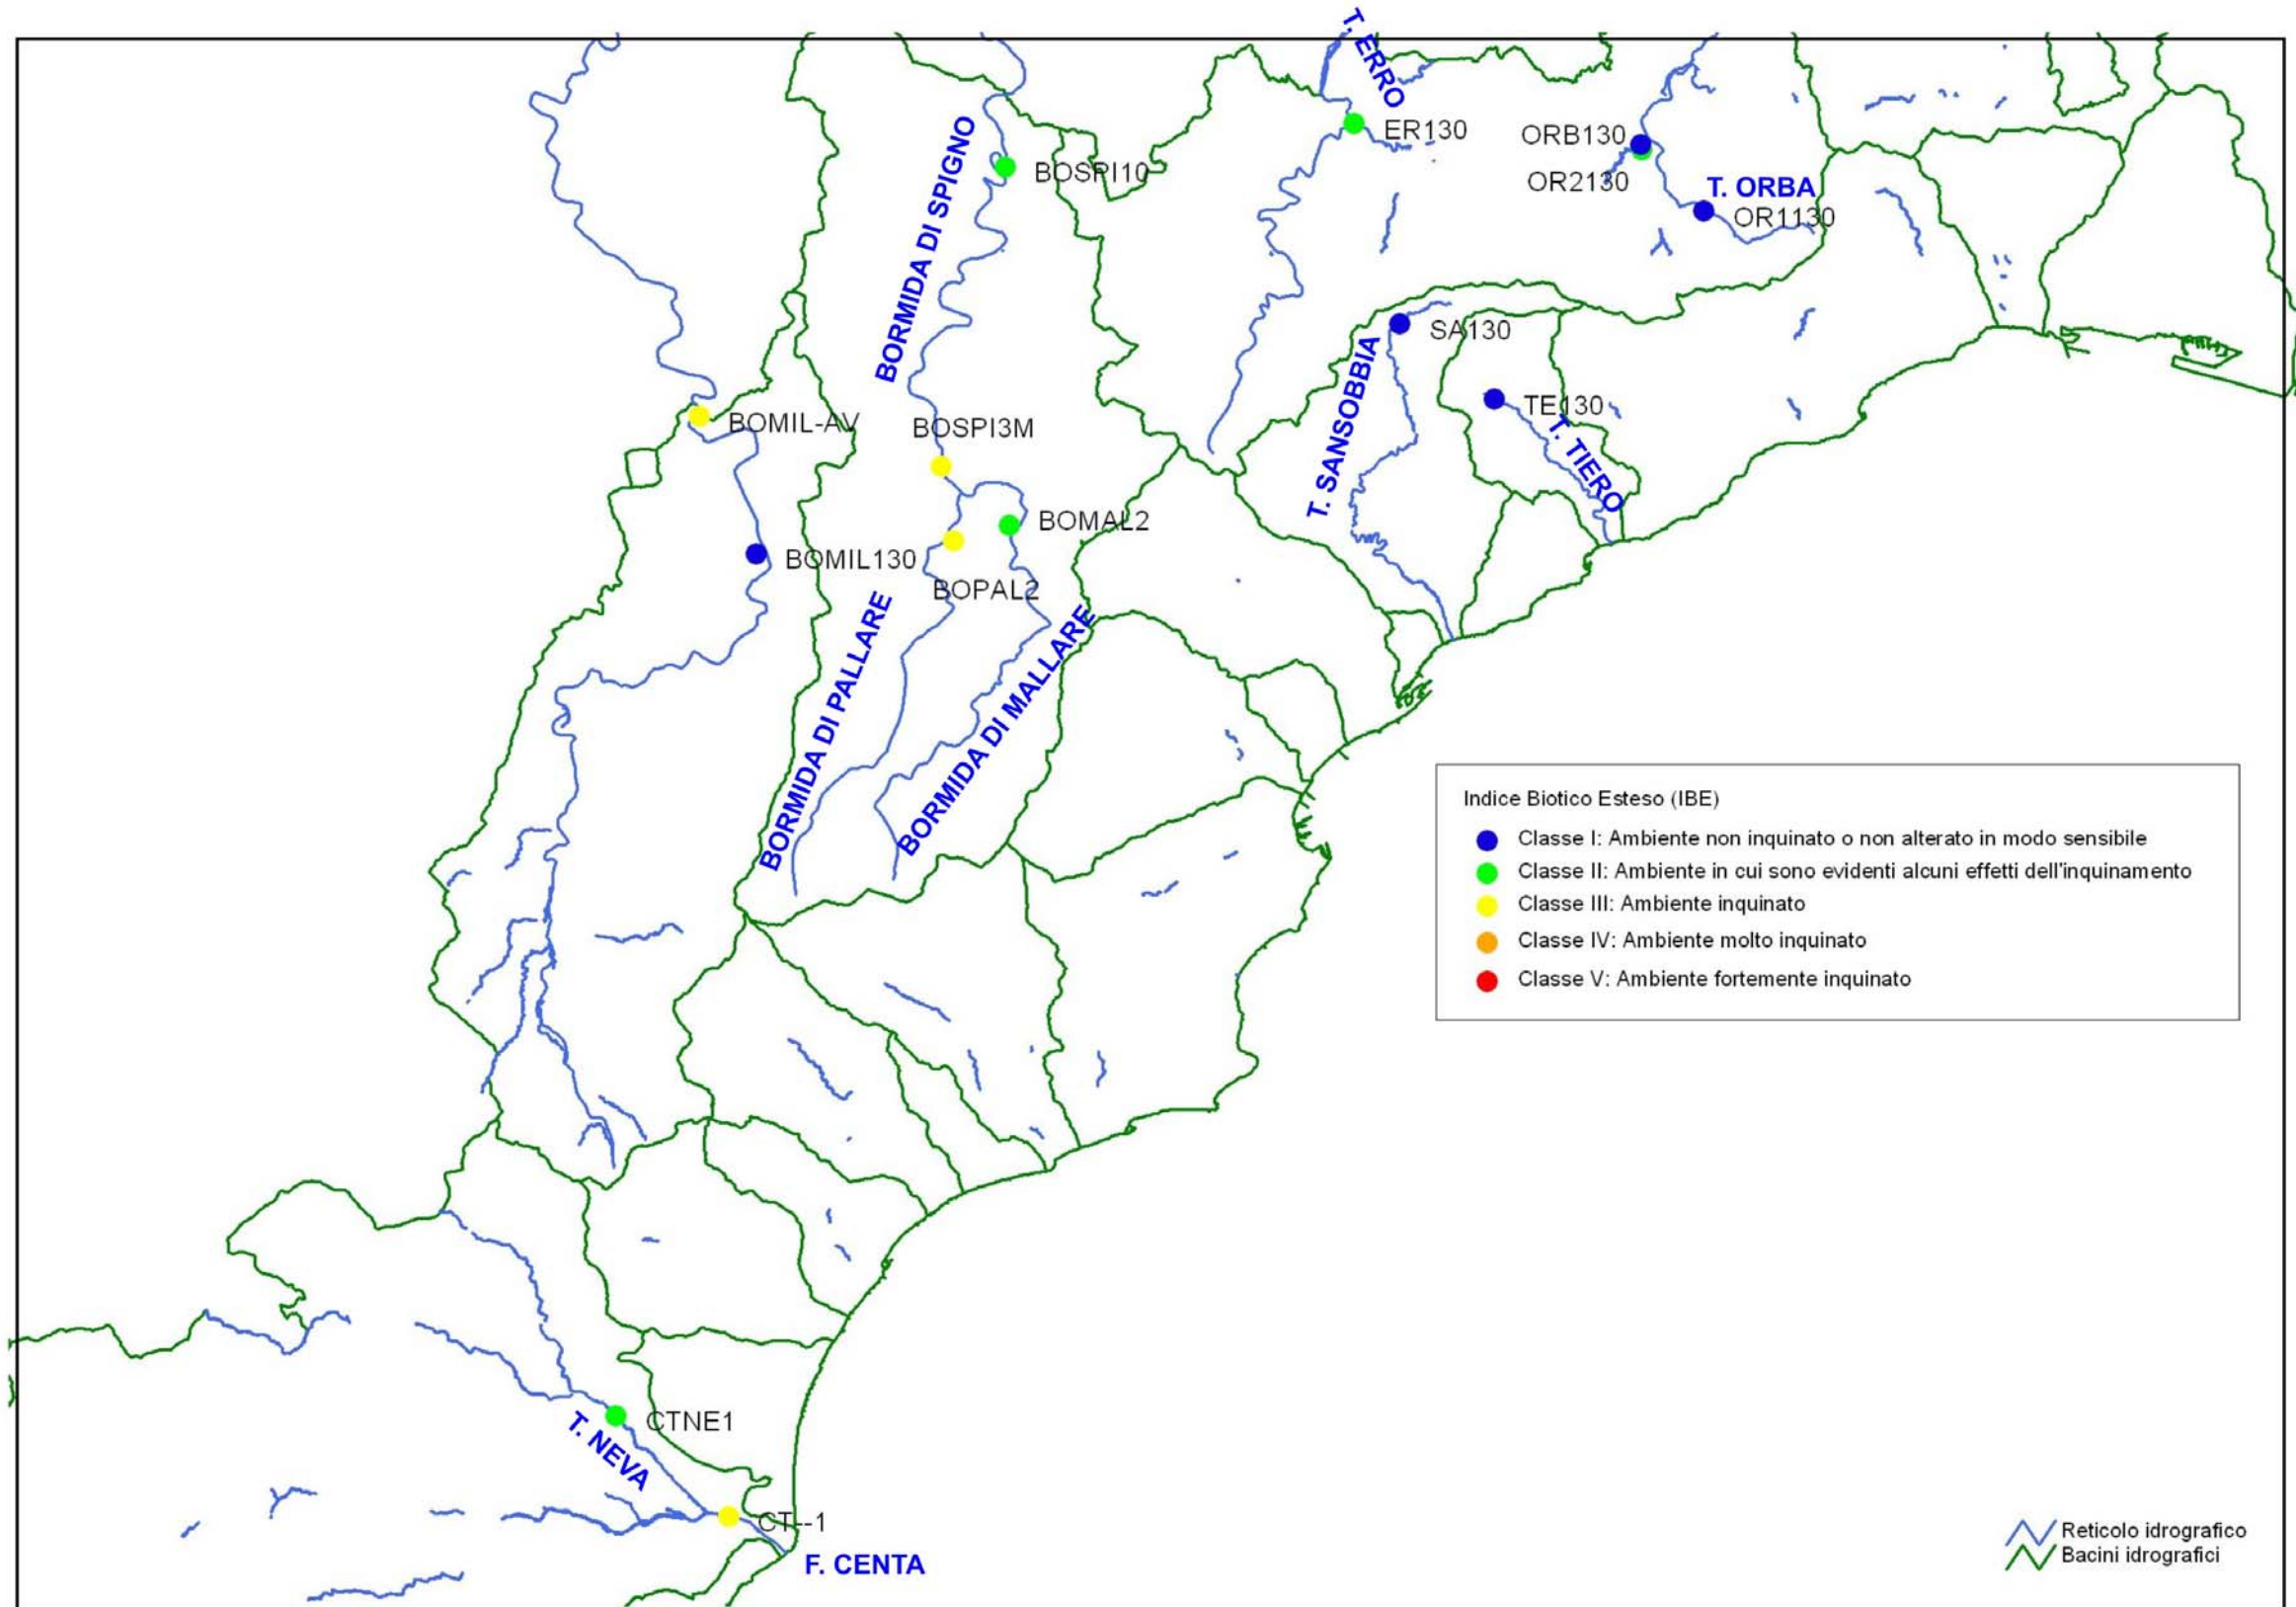 T. ERRO
ER130
ORB130
OR2130
T. ORBA
OR1130
BORMIDA DI SPIGNO
BOSPI10
SA130
T. SANSOBBIA
TE130
T. TIERO
BOMIL-AV
BOSPI3M
BOMAL2
BOMIL130
BOPAL2
BORMIDA DI PALLARE
BORMIDA DI MALLARE
Indice Biotico Esteso (IBE)
Classe I: Ambiente non inquinato o non alterato in modo sensibile
Classe II: Ambiente in cui sono evidenti alcuni effetti dell'inquinamento
Classe III: Ambiente inquinato
Classe IV: Ambiente molto inquinato
Classe V: Ambiente fortemente inquinato
CTNE1
T. NEVA
CT--1
F. CENTA
Reticolo idrografico
Bacini idrografici